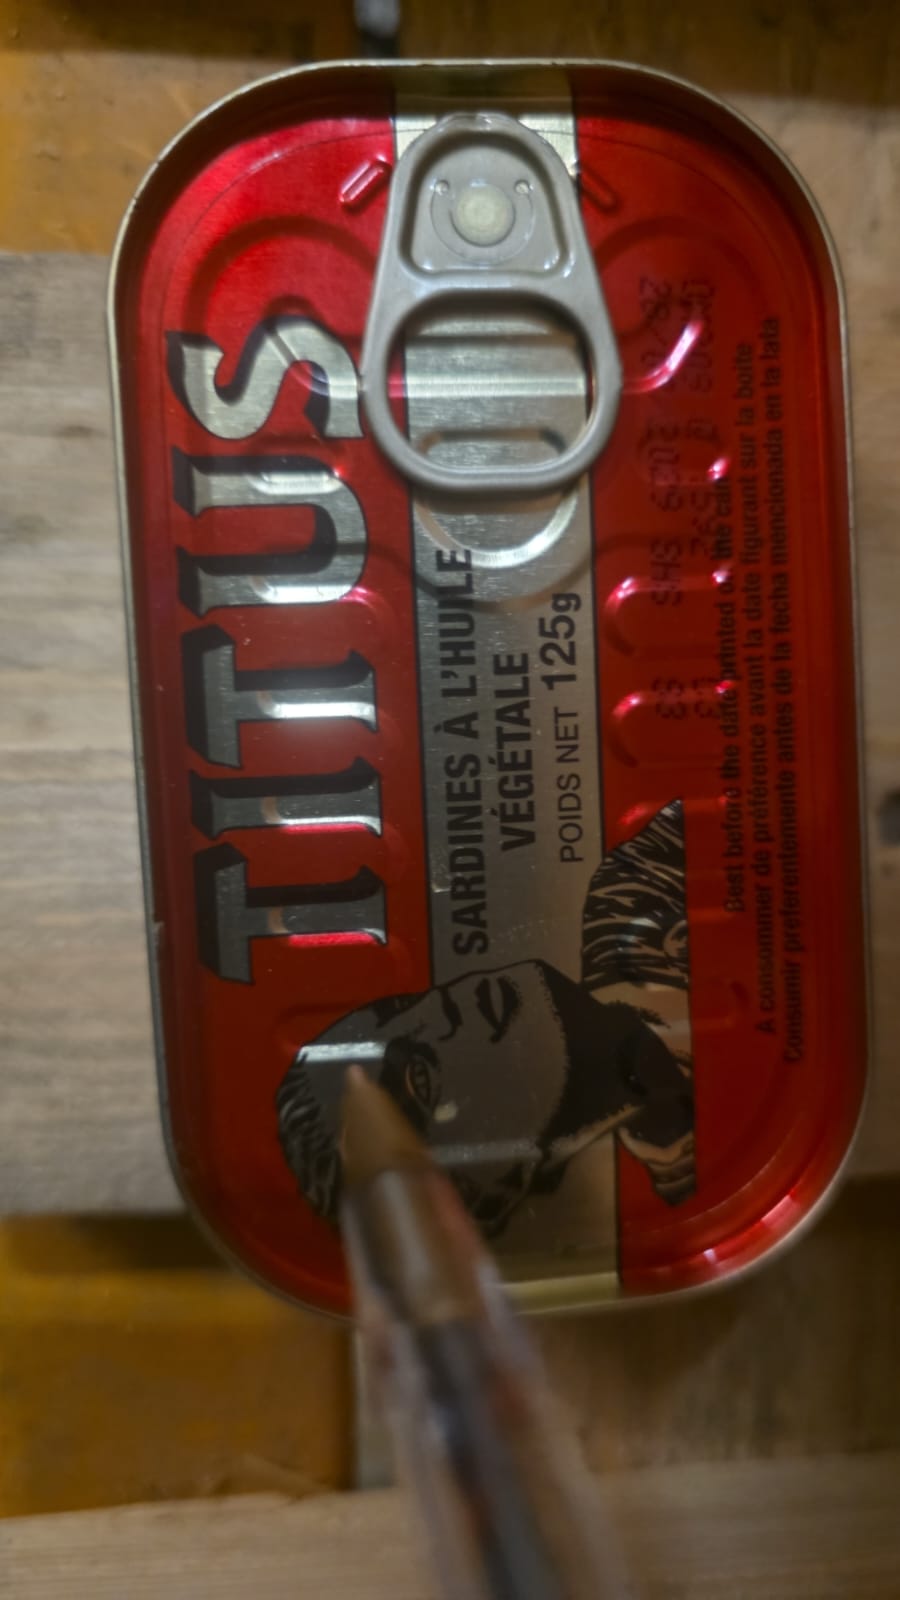 TITUS
SARDINES À L'HUILE
VÉGÉTALE
POIDS NET 125g
Best before the date printed on the can
A consommer de préférence avant la date figurant sur la boite
Consumir preferentemente antes de la fecha mencionada en la lata